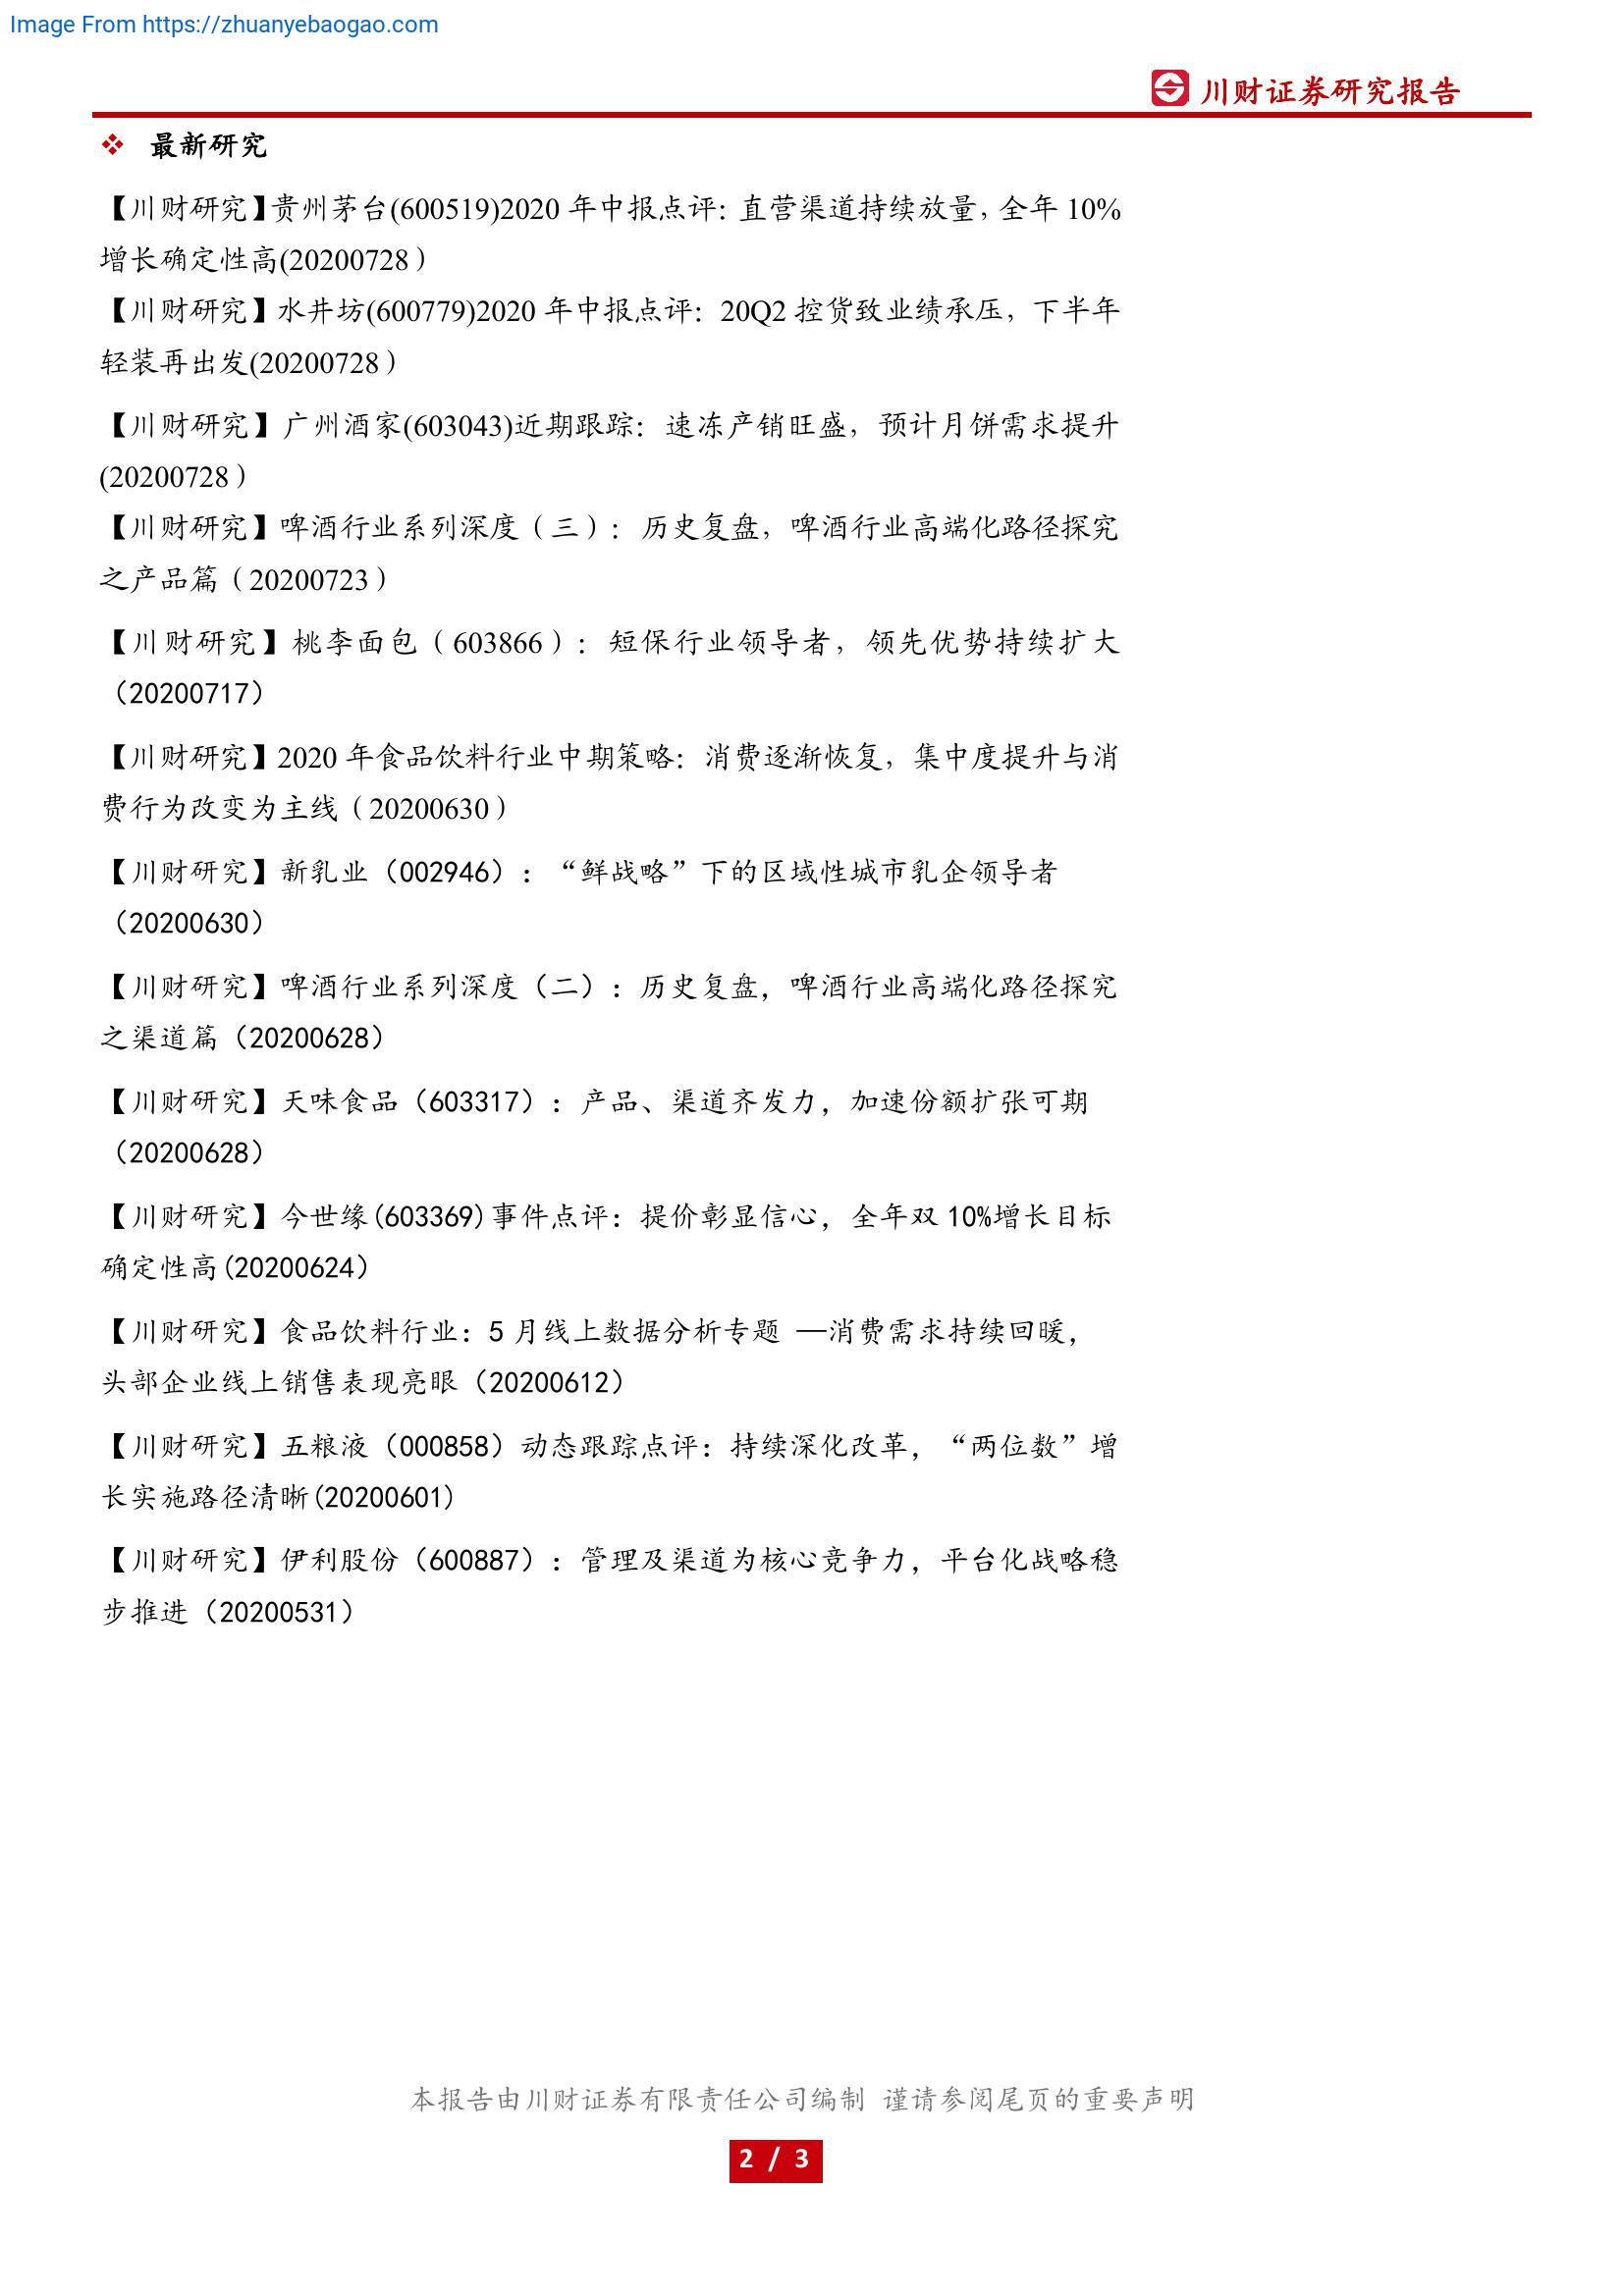 Image From https://zhuanyebaogao.com
川财证券研究报告
❖ 最新研究
【川财研究】贵州茅台(600519)2020 年中报点评：直营渠道持续放量，全年 10%
增长确定性高(20200728）
【川财研究】水井坊(600779)2020 年中报点评：20Q2 控货致业绩承压，下半年
轻装再出发(20200728）
【川财研究】广州酒家(603043)近期跟踪：速冻产销旺盛，预计月饼需求提升
(20200728）
【川财研究】啤酒行业系列深度（三）：历史复盘，啤酒行业高端化路径探究
之产品篇（20200723）
【川财研究】桃李面包（603866）：短保行业领导者，领先优势持续扩大
（20200717）
【川财研究】2020 年食品饮料行业中期策略：消费逐渐恢复，集中度提升与消
费行为改变为主线（20200630）
【川财研究】新乳业（002946）：“鲜战略”下的区域性城市乳企领导者
（20200630）
【川财研究】啤酒行业系列深度（二）：历史复盘，啤酒行业高端化路径探究
之渠道篇（20200628）
【川财研究】天味食品（603317）：产品、渠道齐发力，加速份额扩张可期
（20200628）
【川财研究】今世缘(603369)事件点评：提价彰显信心，全年双 10%增长目标
确定性高(20200624）
【川财研究】食品饮料行业：5 月线上数据分析专题 —消费需求持续回暖，
头部企业线上销售表现亮眼（20200612）
【川财研究】五粮液（000858）动态跟踪点评：持续深化改革，“两位数”增
长实施路径清晰(20200601)
【川财研究】伊利股份（600887）：管理及渠道为核心竞争力，平台化战略稳
步推进（20200531）
本报告由川财证券有限责任公司编制 谨请参阅尾页的重要声明
2 / 3